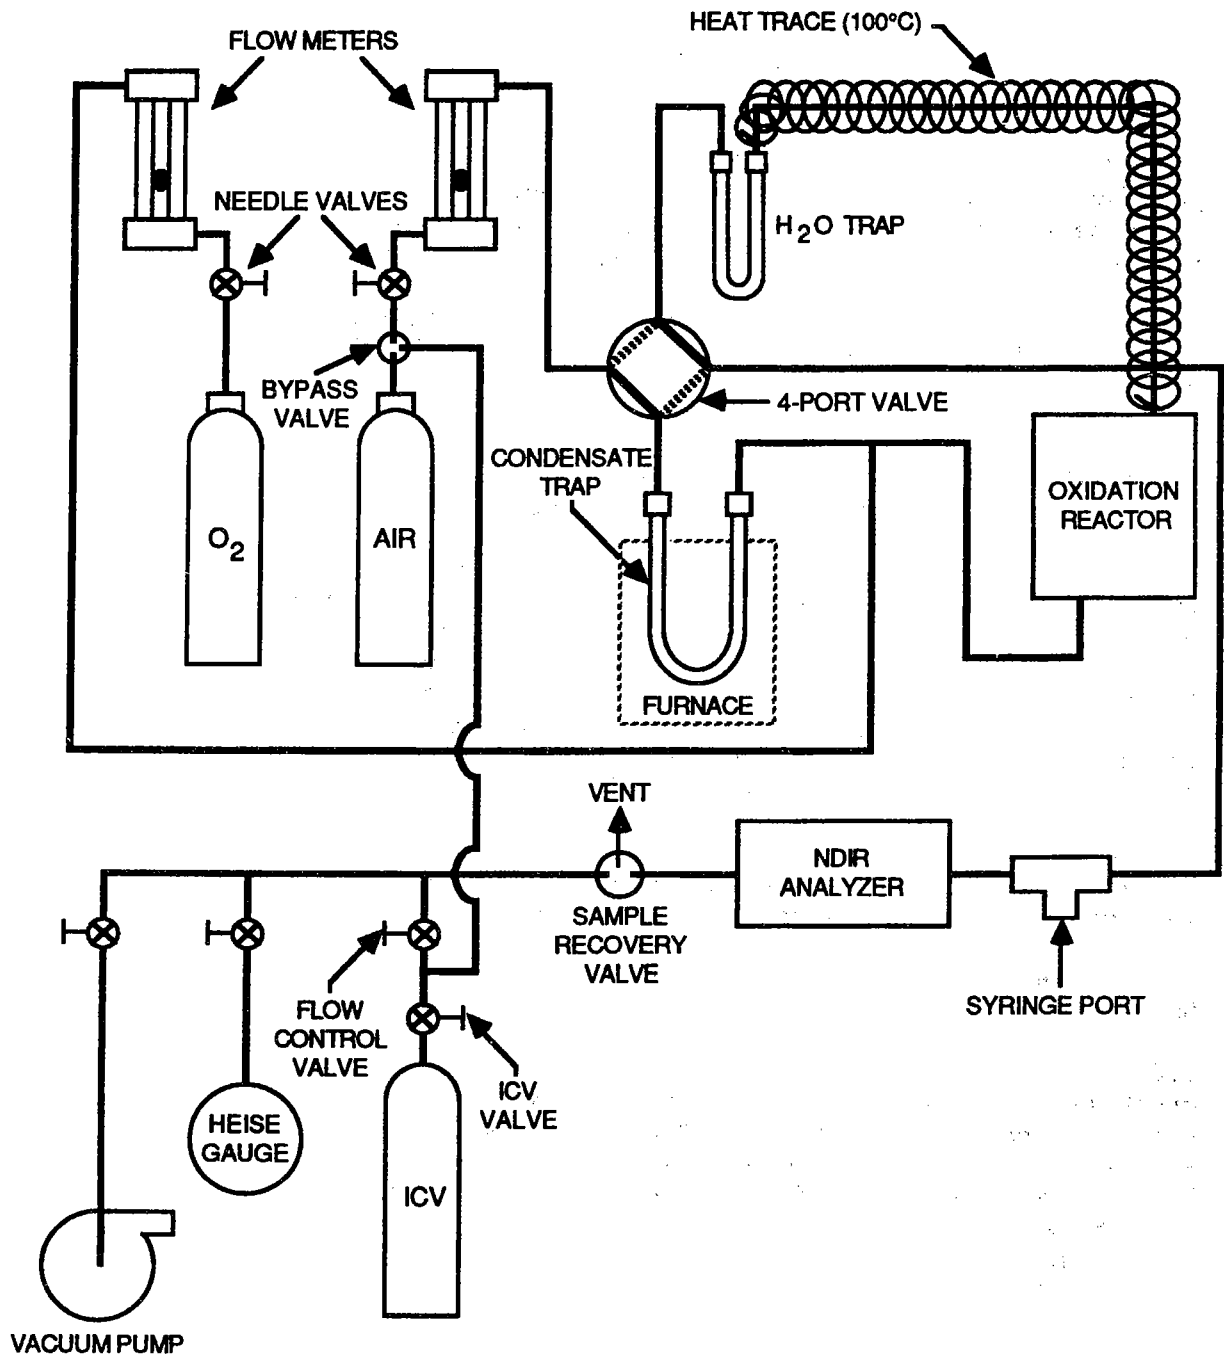 HEAT TRACE (100°C)
FLOW METERS
NEEDLE VALVES
H2O TRAP
BYPASS
VALVE
4-PORT VALVE
CONDENSATE
TRAP
OXIDATION
REACTOR
O2
AIR
FURNACE
VENT
NDIR
ANALYZER
SAMPLE
RECOVERY
VALVE
SYRINGE PORT
FLOW
CONTROL
VALVE
ICV
VALVE
HEISE
GAUGE
ICV
VACUUM PUMP